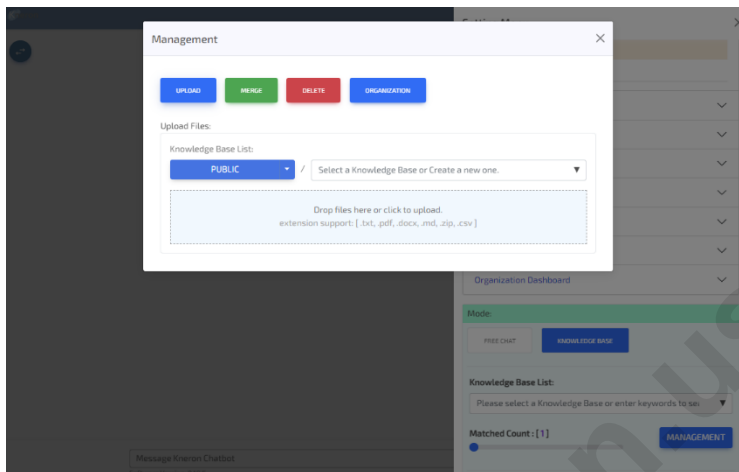 Management
UPLOAD
MERGE
DELETE
ORGANIZATION
Upload Files:
Knowledge Base List:
PUBLIC
/
Select a Knowledge Base or Create a new one.
Drop files here or click to upload.
extension support: [ .txt, .pdf, .docx, .md, .zip, .csv ]
Organization Dashboard
Mode:
FREE CHAT
KNOWLEDGE BASE
Knowledge Base List:
Please select a Knowledge Base or enter keywords to
Matched Count : [ 1 ]
MANAGEMENT
Message Kneron Chatbot